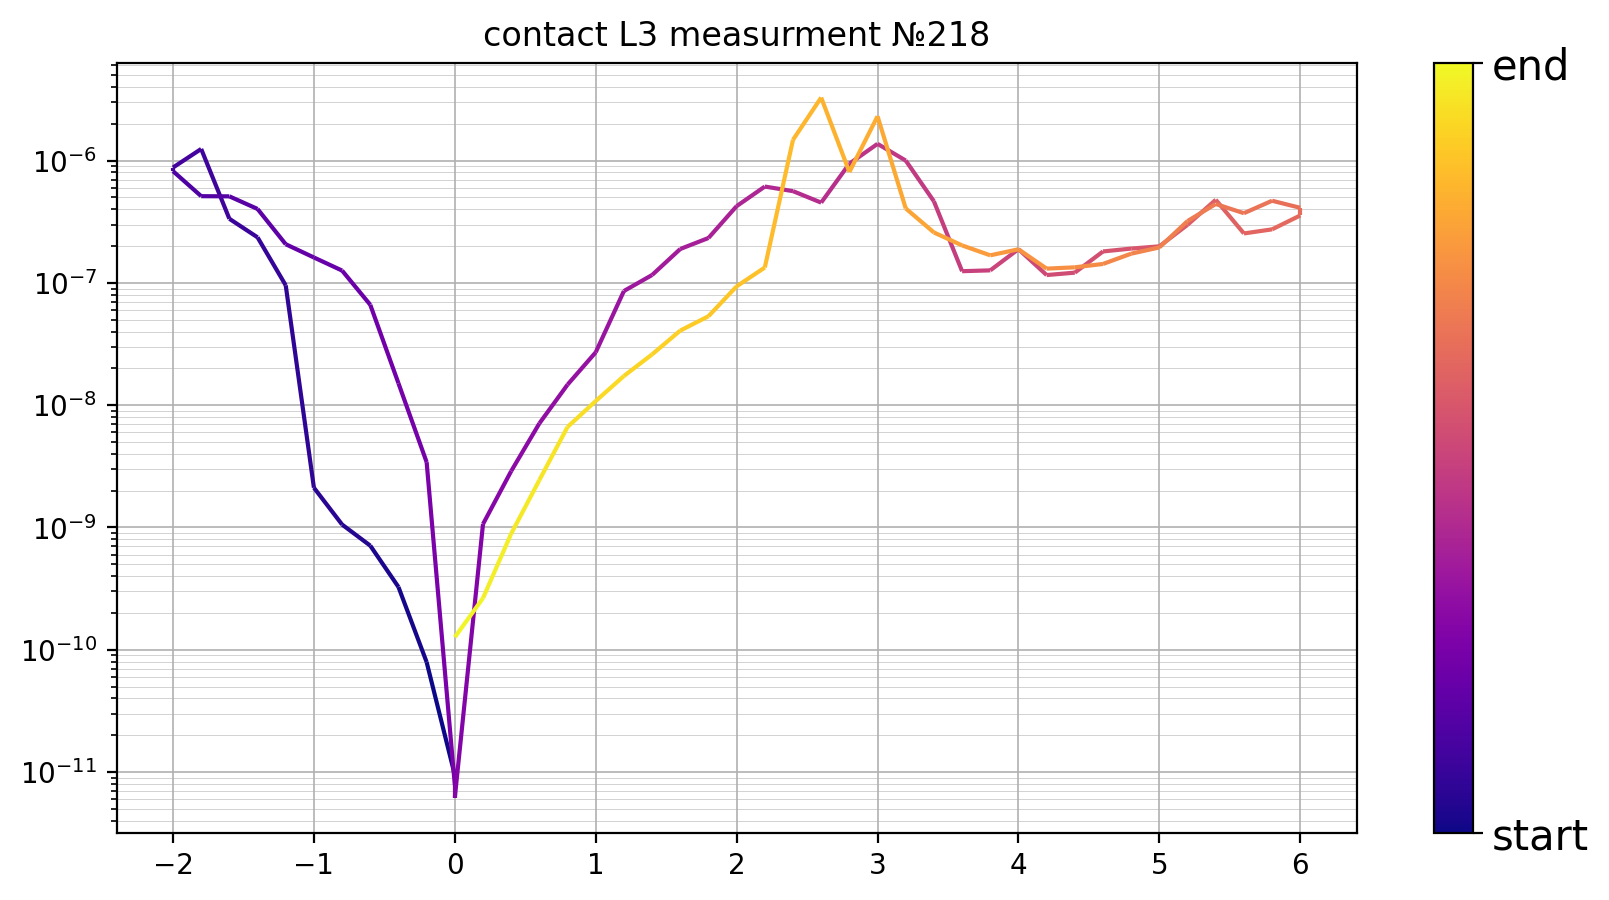 contact L3 measurment №218
10⁻⁶
10⁻⁷
10⁻⁸
10⁻⁹
10⁻¹⁰
10⁻¹¹
−2 −1 0 1 2 3 4 5 6
end
start